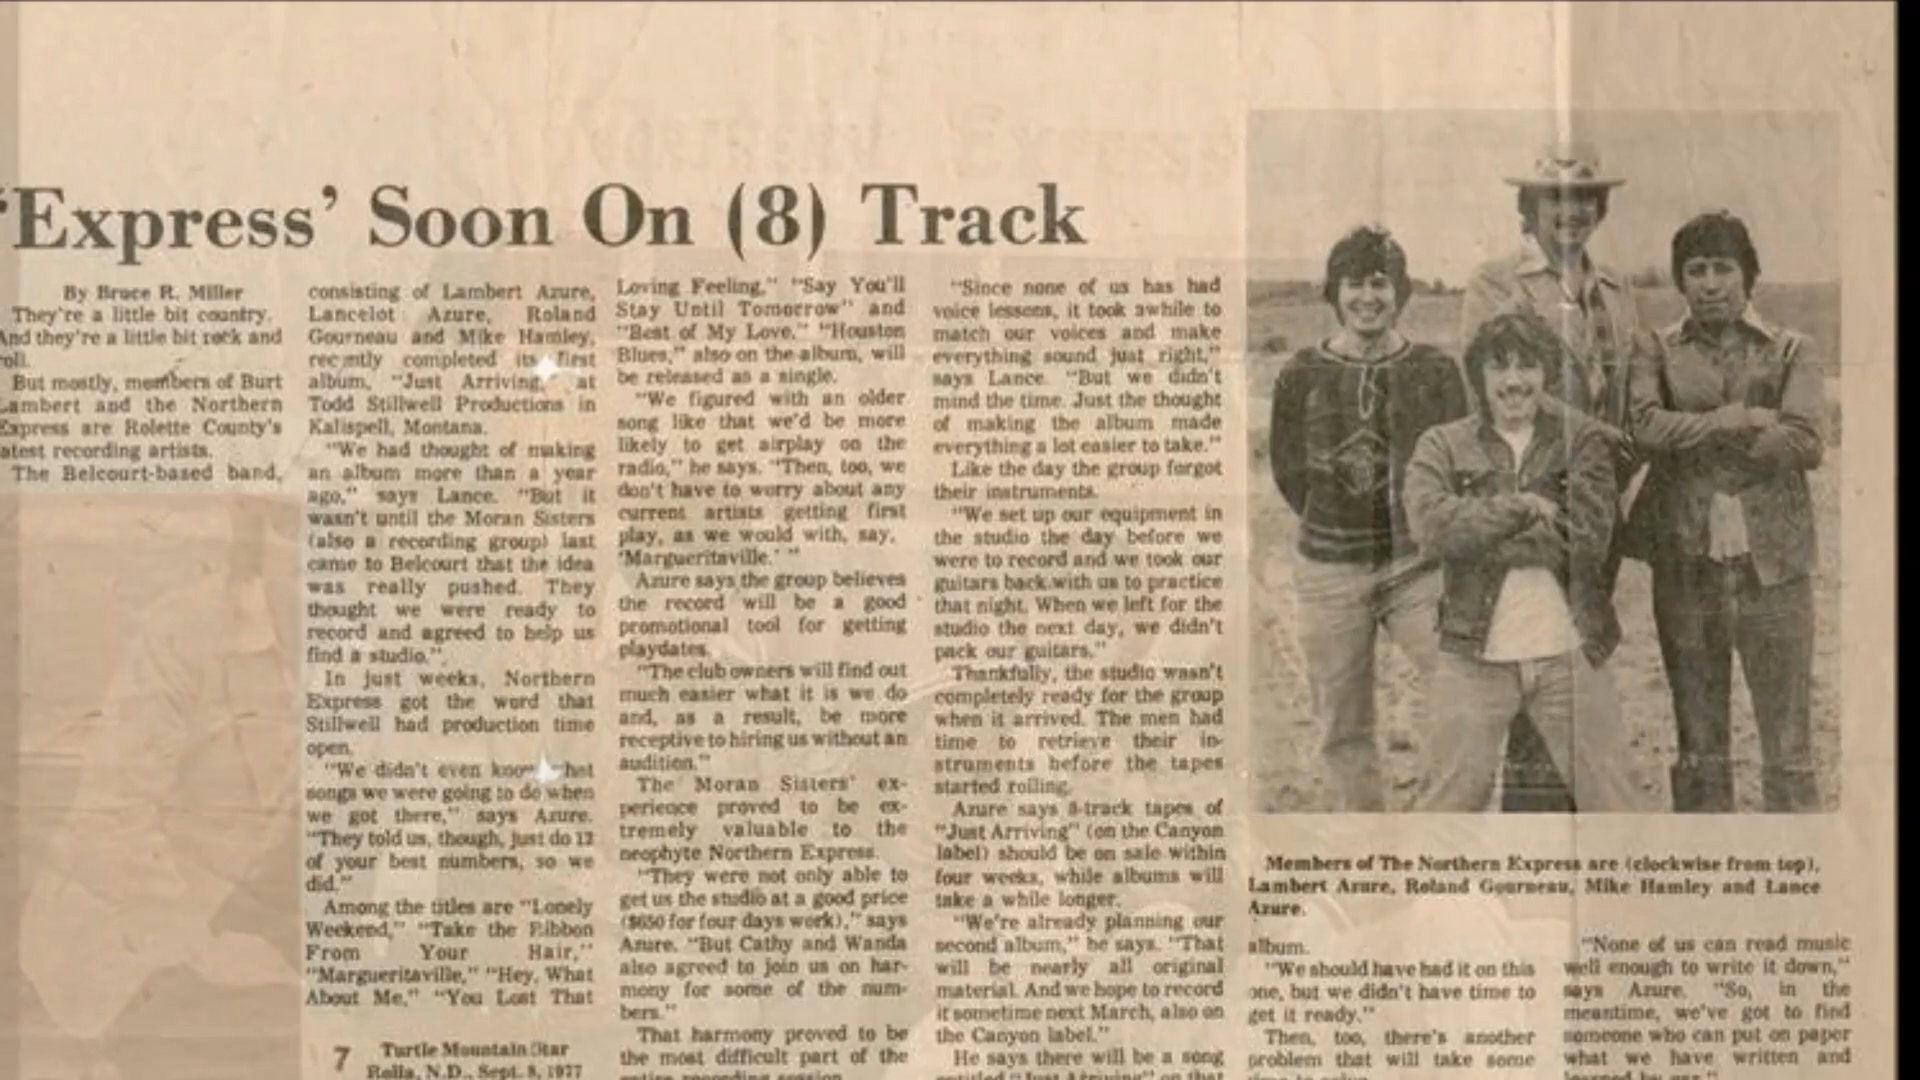 'Express' Soon On (8) Track
By Bruce R. Miller
They're a little bit country.
And they're a little bit rock and
roll.
But mostly, members of Burt
Lambert and the Northern
Express are Rolette County's
latest recording artists.
The Belcourt-based band,
consisting of Lambert Azure,
Lancelot Azure, Roland
Gourneau and Mike Hamley,
recently completed its first
album, "Just Arriving," at
Todd Stillwell Productions in
Kalispell, Montana.
"We had thought of making
an album more than a year
ago," says Lance. "But it
wasn't until the Moran Sisters
(also a recording group) last
came to Belcourt that the idea
was really pushed. They
thought we were ready to
record and agreed to help us
find a studio."
In just weeks, Northern
Express got the word that
Stillwell had production time
open.
"We didn't even know what
songs we were going to do when
we got there," says Azure.
"They told us, though, just do 12
of your best numbers, so we
did."
Among the titles are "Lonely
Weekend," "Take the Ribbon
From Your Hair,"
"Margueritaville," "Hey, What
About Me," "You Lost That
7 Turtle Mountain Star
Rolla, N.D., Sept. 8, 1977
Loving Feeling," "Say You'll
Stay Until Tomorrow" and
"Best of My Love." "Houston
Blues," also on the album, will
be released as a single.
"We figured with an older
song like that we'd be more
likely to get airplay on the
radio," he says. "Then, too, we
don't have to worry about any
current artists getting first
play, as we would with, say,
'Margueritaville.' "
Azure says the group believes
the record will be a good
promotional tool for getting
playdates.
"The club owners will find out
much easier what it is we do
and, as a result, be more
receptive to hiring us without an
audition."
The Moran Sisters' ex-
perience proved to be ex-
tremely valuable to the
neophyte Northern Express.
"They were not only able to
get us the studio at a good price
($650 for four days work)," says
Azure. "But Cathy and Wanda
also agreed to join us on har-
mony for some of the num-
bers."
That harmony proved to be
the most difficult part of the
entire recording session.
"Since none of us has had
voice lessons, it took awhile to
match our voices and make
everything sound just right,"
says Lance. "But we didn't
mind the time. Just the thought
of making the album made
everything a lot easier to take."
Like the day the group forgot
their instruments.
"We set up our equipment in
the studio the day before we
were to record and we took our
guitars back with us to practice
that night. When we left for the
studio the next day, we didn't
pack our guitars."
Thankfully, the studio wasn't
completely ready for the group
when it arrived. The men had
time to retrieve their in-
struments before the tapes
started rolling.
Azure says 8-track tapes of
"Just Arriving" (on the Canyon
label) should be on sale within
four weeks, while albums will
take a while longer.
"We're already planning our
second album," he says. "That
will be nearly all original
material. And we hope to record
it sometime next March, also on
the Canyon label."
He says there will be a song
entitled "Just Arriving" on that
Members of The Northern Express are (clockwise from top),
Lambert Azure, Roland Gourneau, Mike Hamley and Lance
Azure.
album.
"We should have had it on this
one, but we didn't have time to
get it ready."
Then, too, there's another
problem that will take some
"None of us can read music
well enough to write it down,"
says Azure. "So, in the
meantime, we've got to find
someone who can put on paper
what we have written and